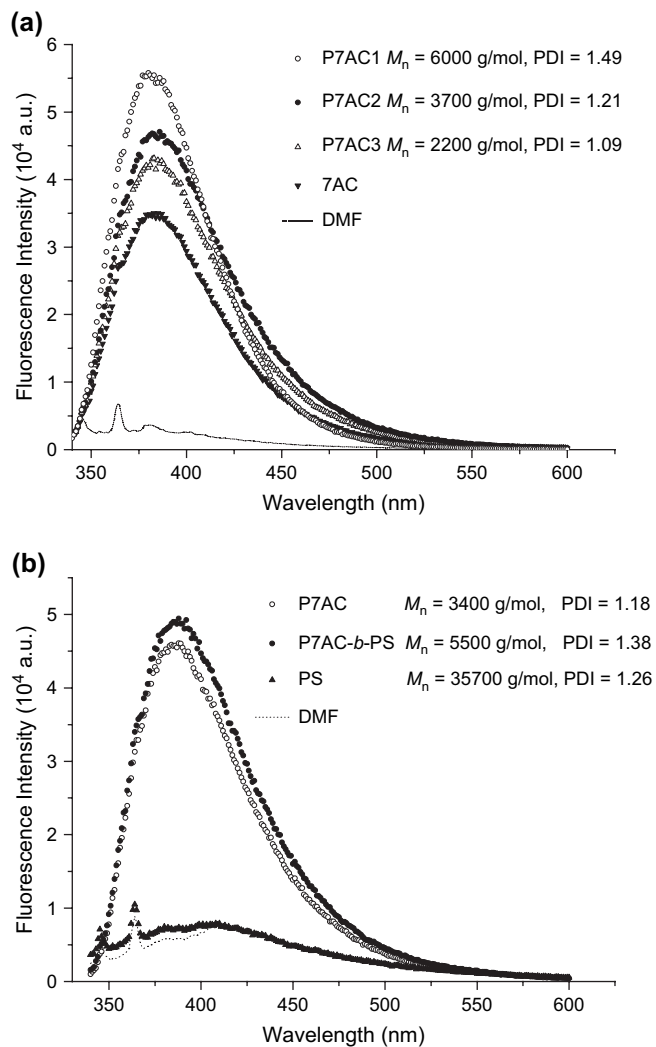 (a)
6
5
4
3
2
1
0
Fluorescence Intensity (10⁴ a.u.)
P7AC1 Mn = 6000 g/mol, PDI = 1.49
P7AC2 Mn = 3700 g/mol, PDI = 1.21
P7AC3 Mn = 2200 g/mol, PDI = 1.09
7AC
DMF
350 400 450 500 550 600
Wavelength (nm)
(b)
5
4
3
2
1
0
Fluorescence Intensity (10⁴ a.u.)
P7AC Mn = 3400 g/mol, PDI = 1.18
P7AC-b-PS Mn = 5500 g/mol, PDI = 1.38
PS Mn = 35700 g/mol, PDI = 1.26
DMF
350 400 450 500 550 600
Wavelength (nm)